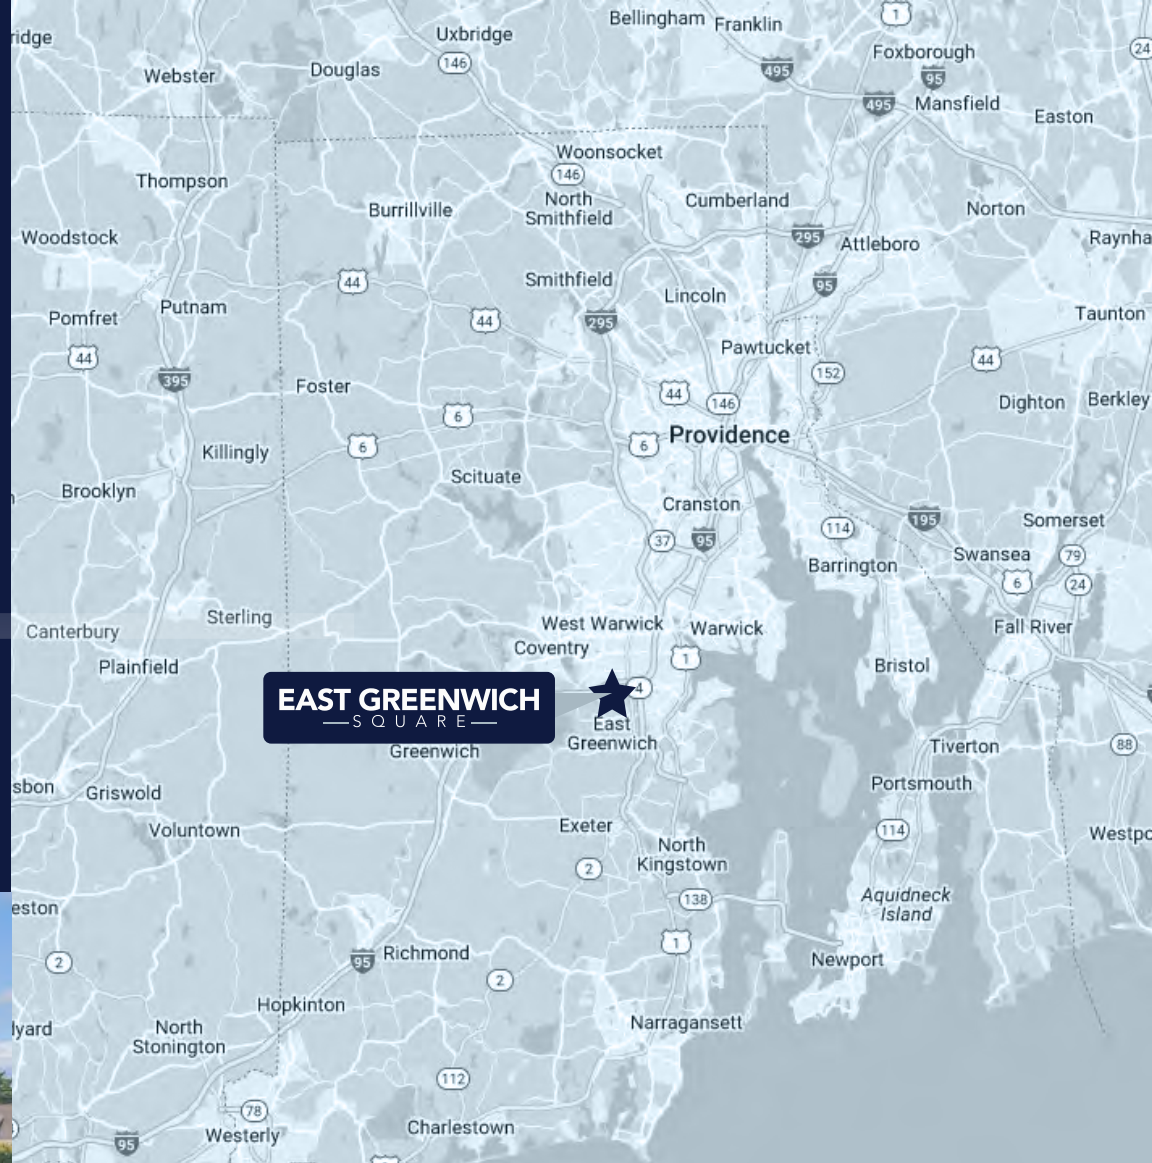 Bellingham
Franklin
1
Uxbridge
ridge
Foxborough
24
146
Webster
Douglas
495
95
495
Mansfield
Easton
Woonsocket
146
Thompson
North
Smithfield
Cumberland
Burrillville
Norton
Woodstock
295
Attleboro
Raynha
44
Smithfield
95
Lincoln
Putnam
Pomfret
44
295
Taunton
Pawtucket
44
44
395
152
Foster
44
146
Dighton
Berkley
6
Providence
6
6
Killingly
Scituate
Brooklyn
Cranston
195
Somerset
114
37
95
Swansea
79
Barrington
6
24
Sterling
West Warwick
Warwick
Fall River
Canterbury
Coventry
1
Plainfield
Bristol
4
EAST GREENWICH
SQUARE
East
Greenwich
Greenwich
Tiverton
88
Portsmouth
sbon
Griswold
Voluntown
Exeter
114
Westpo
North
Kingstown
2
138
Aquidneck
Island
eston
1
Richmond
95
2
Newport
2
Hopkinton
Narragansett
lyard
North
Stonington
112
78
Charlestown
Westerly
95